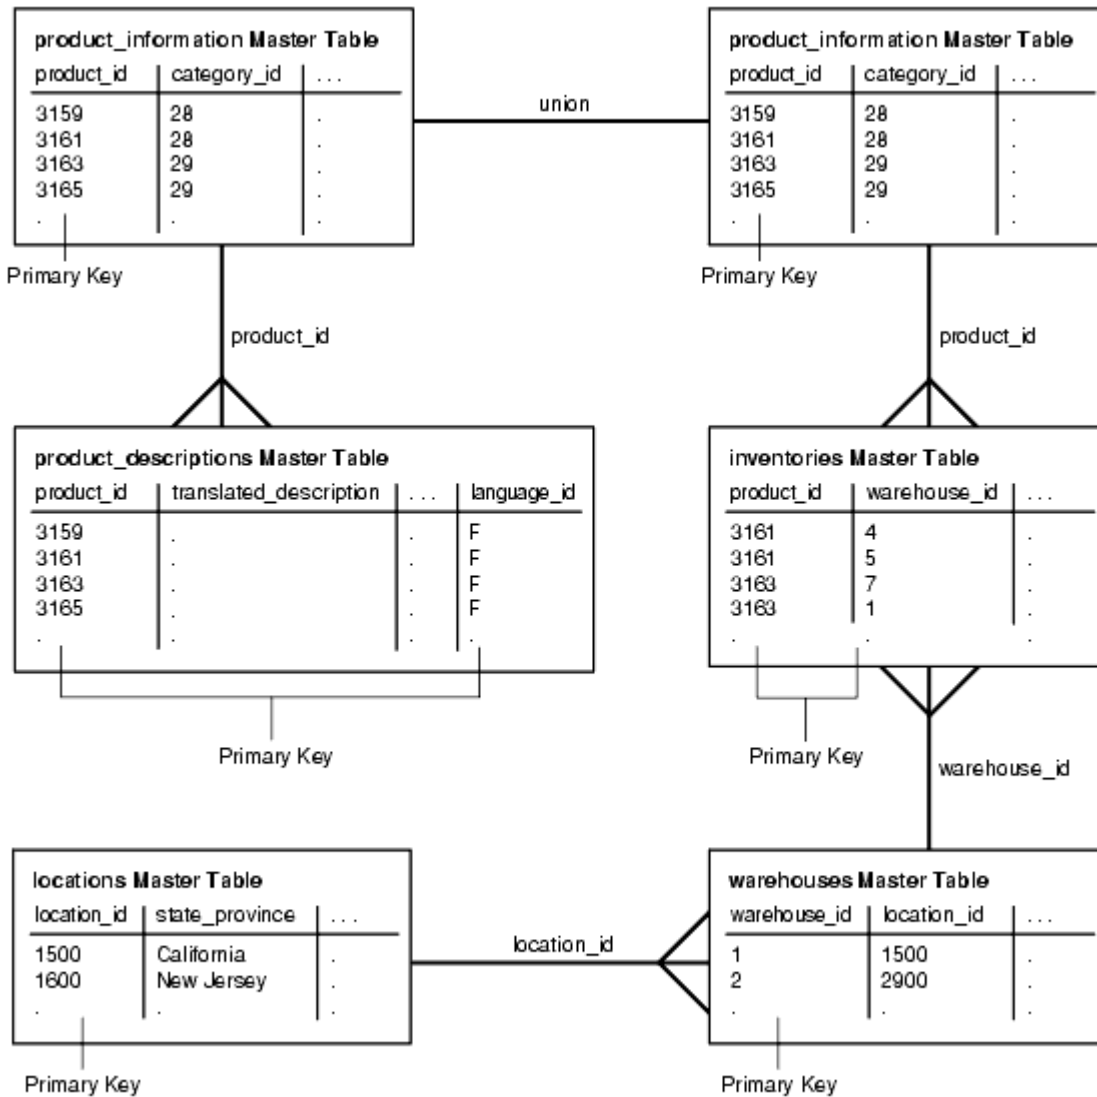 product_information Master Table
product_id category_id ...
3159 28 .
3161 28 .
3163 29 .
3165 29 .
. . .
Primary Key
union
product_information Master Table
product_id category_id ...
3159 28 .
3161 28 .
3163 29 .
3165 29 .
. . .
Primary Key
product_id
product_id
product_descriptions Master Table
product_id translated_description ... language_id
3159 . . F
3161 . . F
3163 . . F
3165 . . F
. . . .
Primary Key
inventories Master Table
product_id warehouse_id ...
3161 4 .
3161 5 .
3163 7 .
3163 1 .
. . .
Primary Key
warehouse_id
locations Master Table
location_id state_province ...
1500 California .
1600 New Jersey .
. . .
Primary Key
location_id
warehouses Master Table
warehouse_id location_id ...
1 1500 .
2 2900 .
. . .
Primary Key